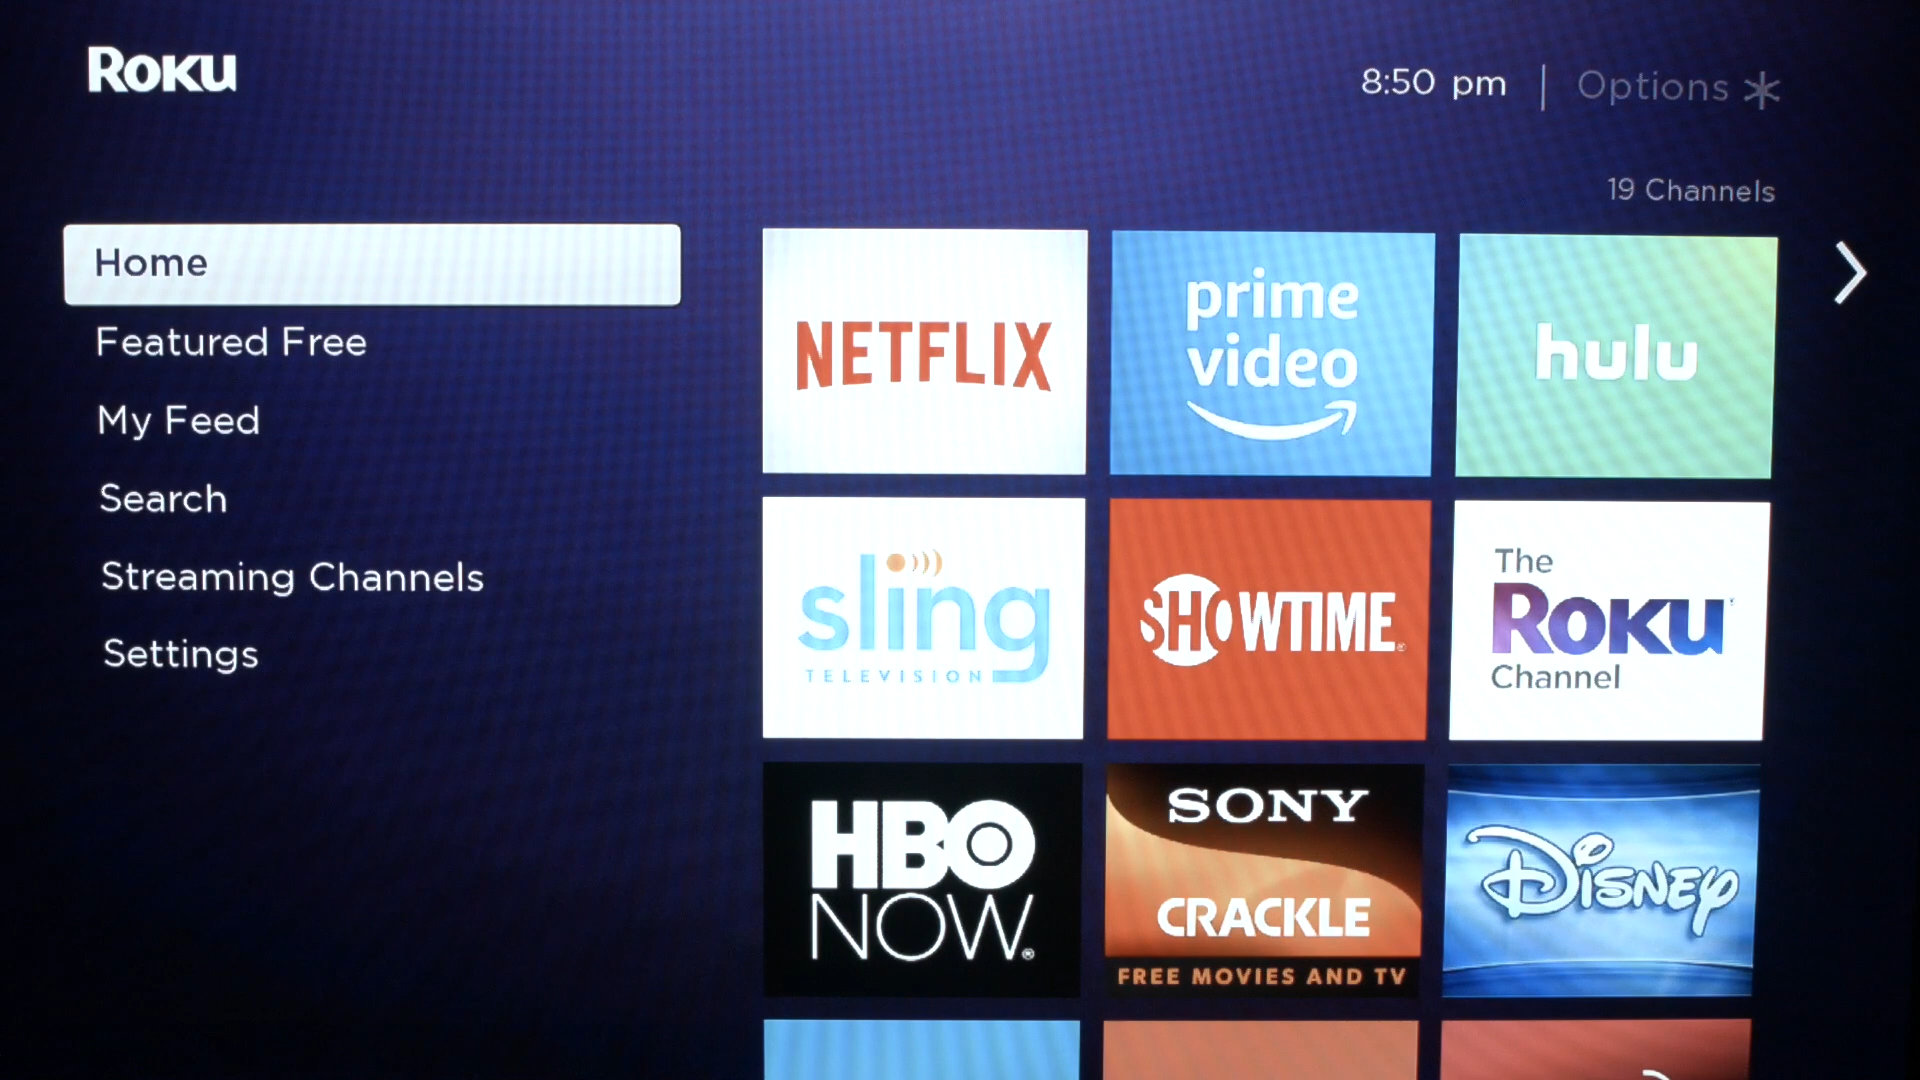 ROKU
8:50 pm | Options *
19 Channels
Home
Featured Free
My Feed
Search
Streaming Channels
Settings
NETFLIX
prime
video
hulu
sling
TELEVISION
SHOWTIME®
The
ROKU
Channel
HBO
NOW®
SONY
CRACKLE
FREE MOVIES AND TV
DISNEY